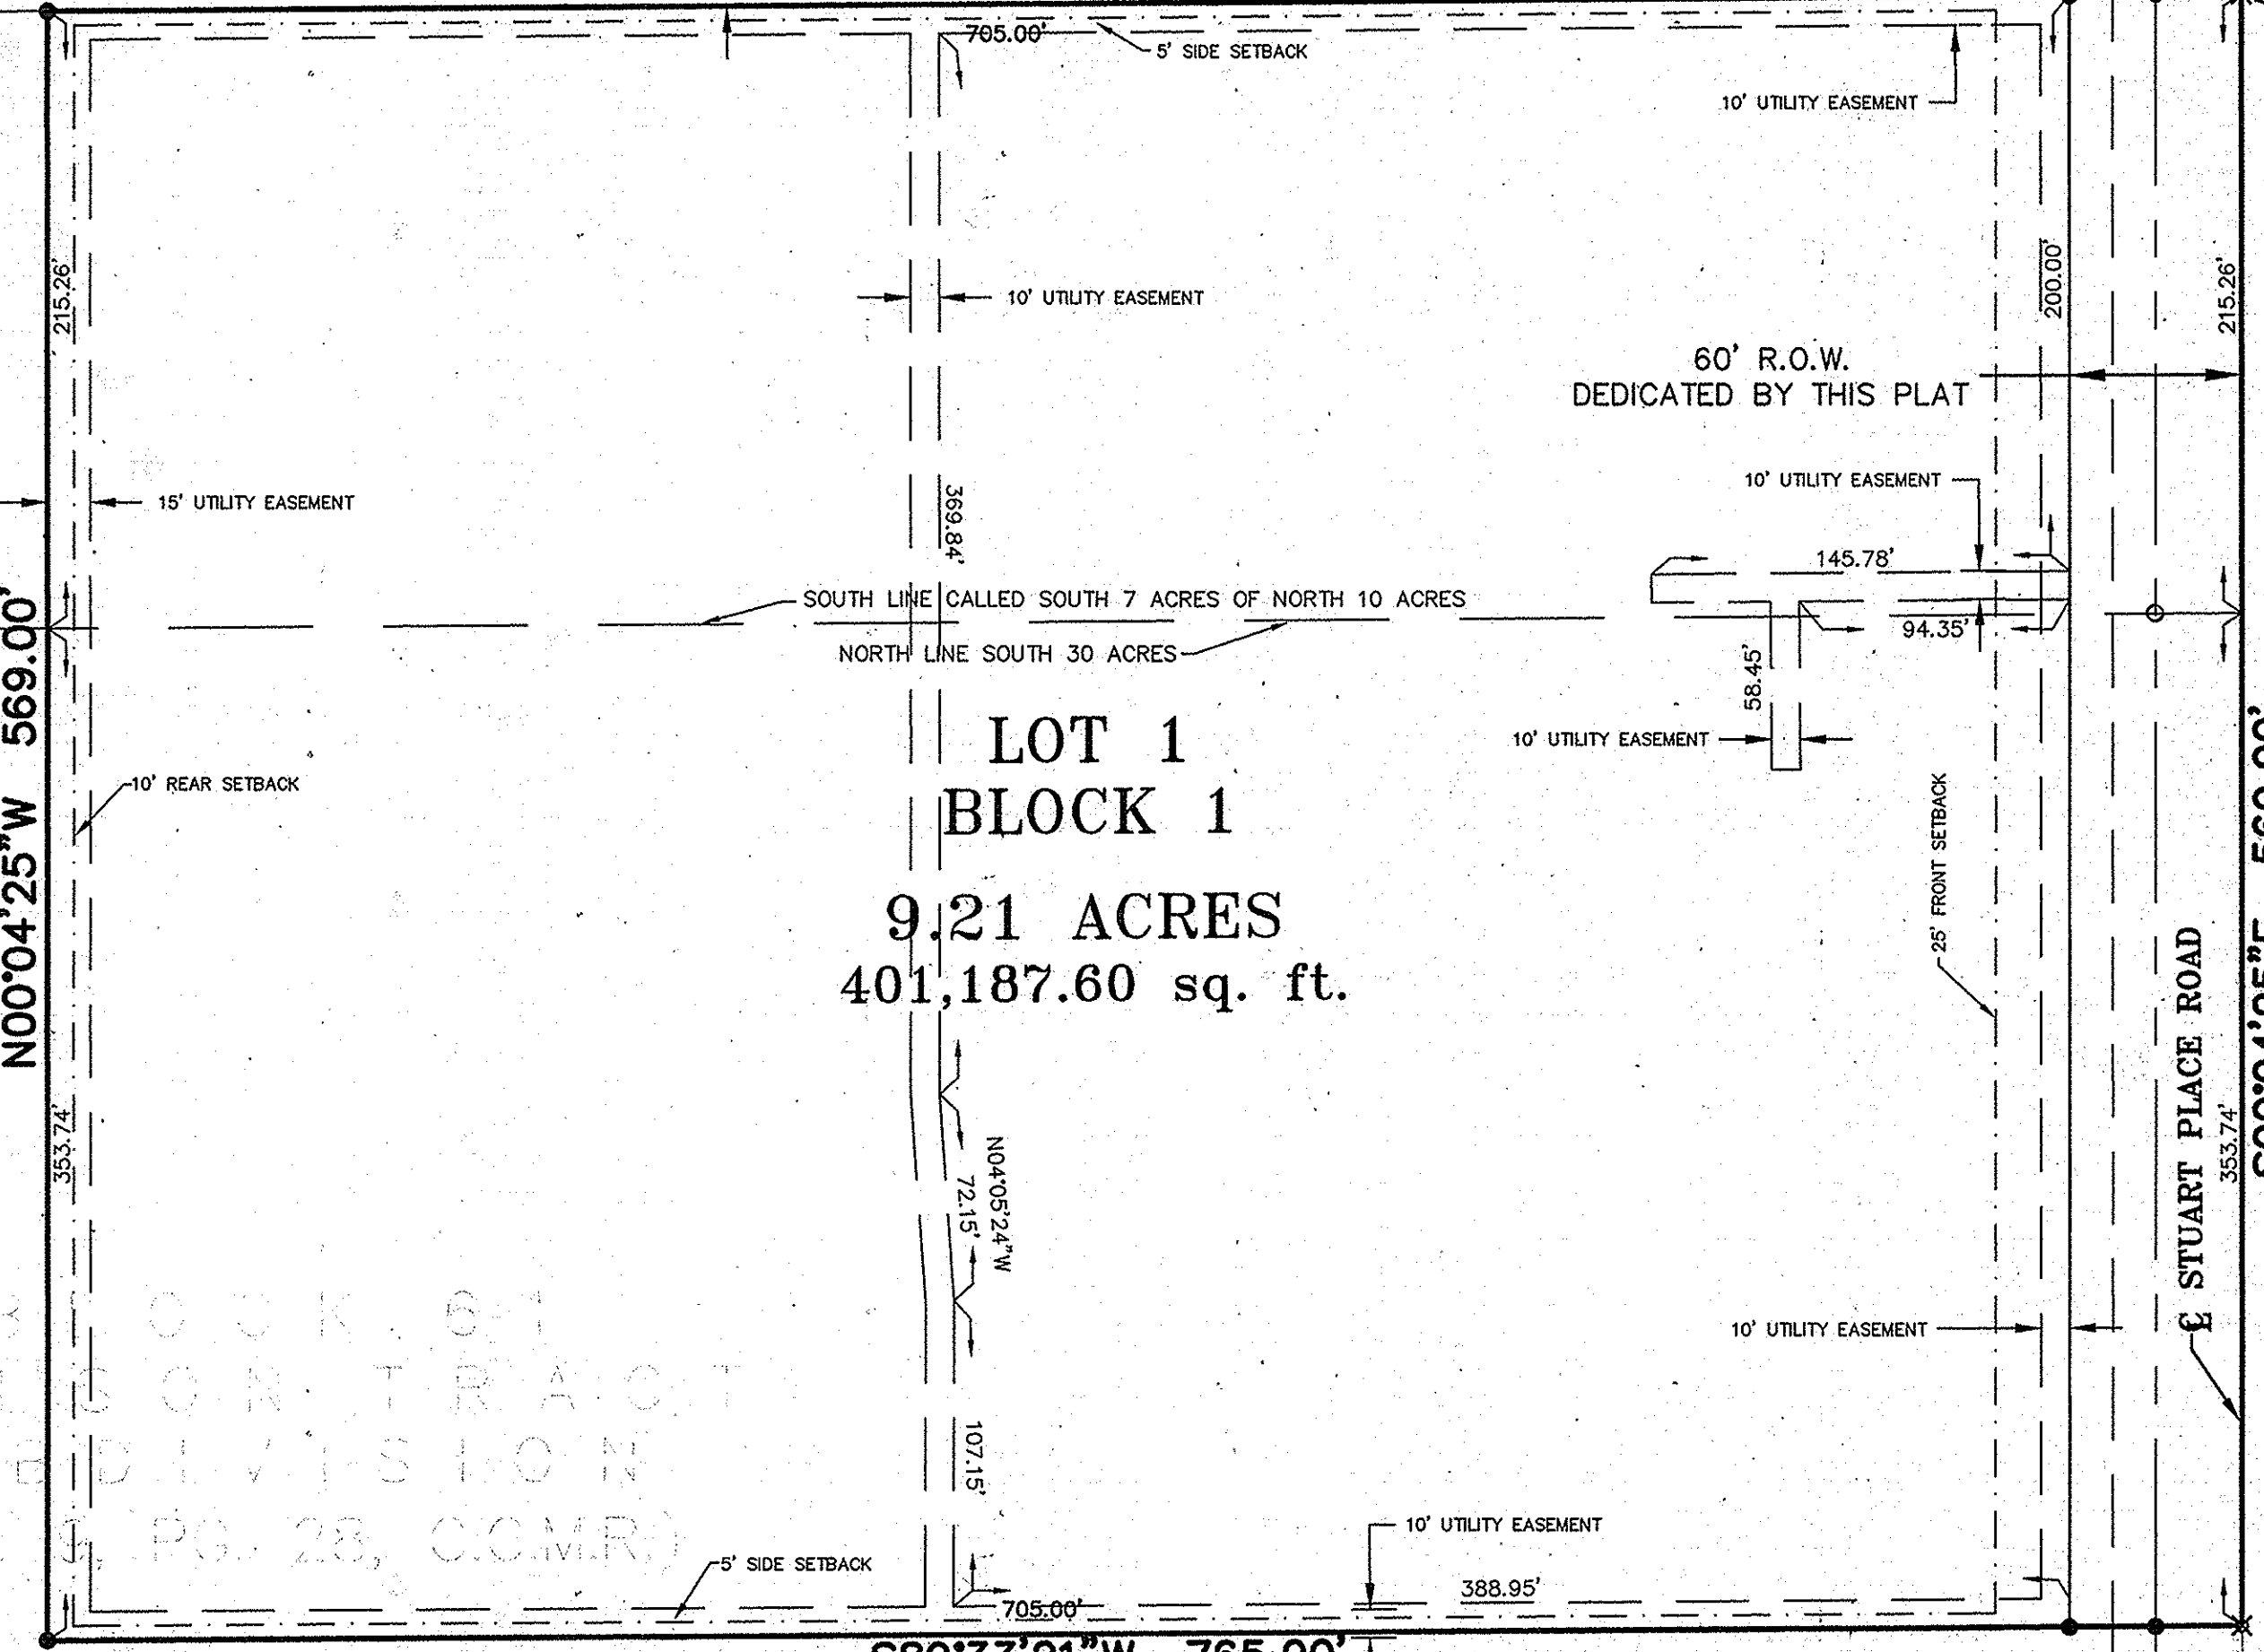 705.00'
5' SIDE SETBACK
10' UTILITY EASEMENT
215.26'
10' UTILITY EASEMENT
200.00'
215.26'
60' R.O.W.
DEDICATED BY THIS PLAT
15' UTILITY EASEMENT
369.84'
10' UTILITY EASEMENT
145.78'
SOUTH LINE CALLED SOUTH 7 ACRES OF NORTH 10 ACRES
94.35'
NORTH LINE SOUTH 30 ACRES
58.45'
N00°04'25"W 569.00'
LOT 1
10' UTILITY EASEMENT
10' REAR SETBACK
BLOCK 1
25' FRONT SETBACK
9.21 ACRES
401,187.60 sq. ft.
℄ STUART PLACE ROAD
353.74'
353.74'
N04°05'24"W
72.15'
10' UTILITY EASEMENT
TRACT
107.15'
PG. 28, C.C.M.R.)
10' UTILITY EASEMENT
5' SIDE SETBACK
388.95'
705.00'
765.00'